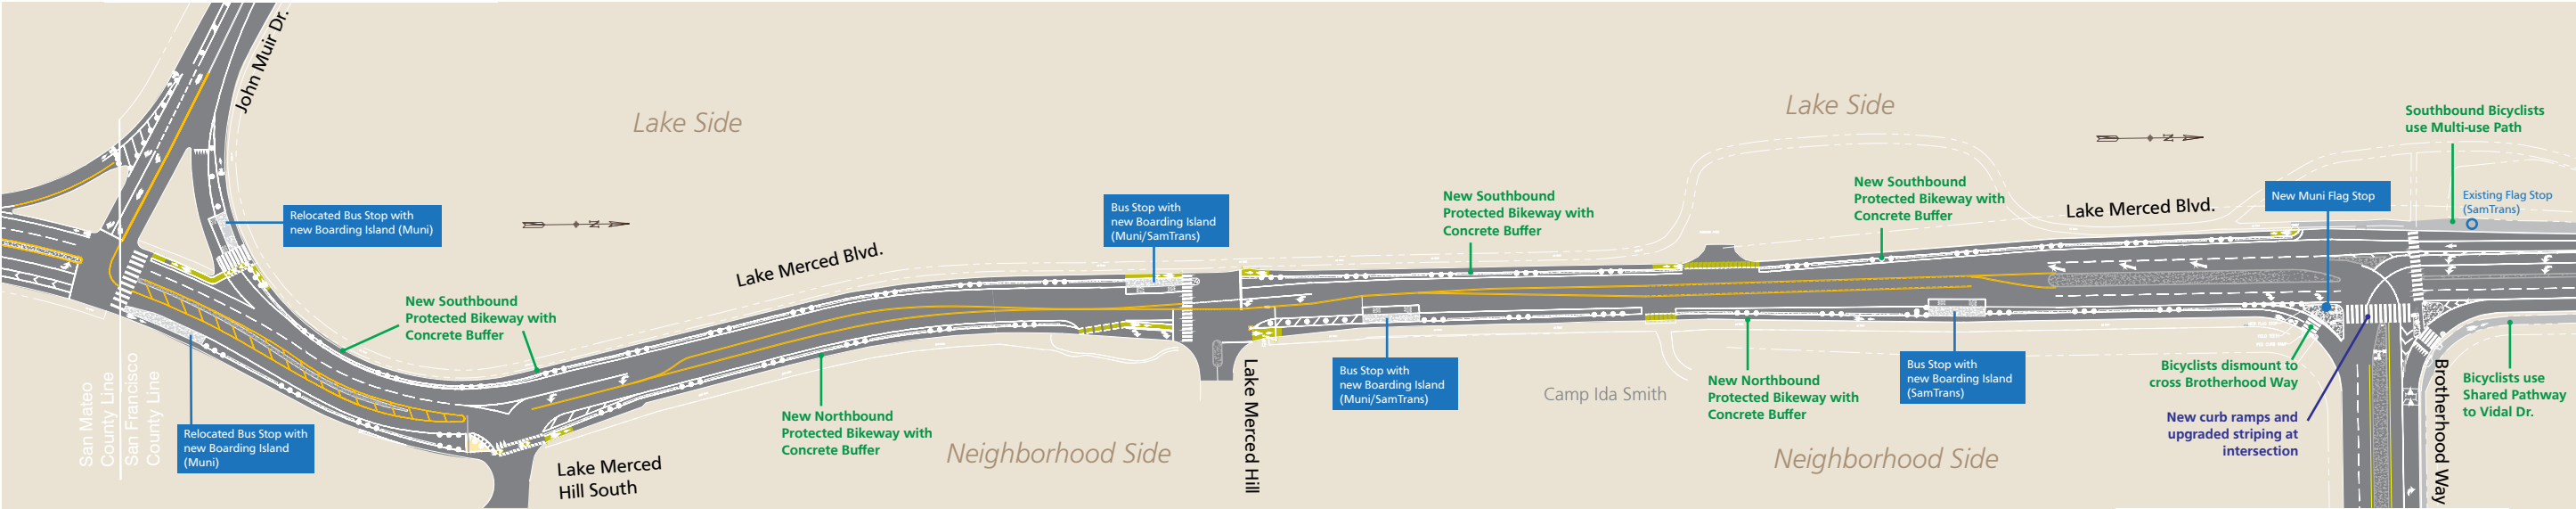 John Muir Dr.
Lake Side
Lake Side
Southbound Bicyclists
use Multi-use Path
Relocated Bus Stop with
new Boarding Island (Muni)
N
Bus Stop with
new Boarding Island
(Muni/SamTrans)
New Southbound
Protected Bikeway with
Concrete Buffer
New Southbound
Protected Bikeway with
Concrete Buffer
N
Lake Merced Blvd.
New Muni Flag Stop
Existing Flag Stop
(SamTrans)
Lake Merced Blvd.
New Southbound
Protected Bikeway with
Concrete Buffer
San Mateo
County Line
San Francisco
County Line
Relocated Bus Stop with
new Boarding Island
(Muni)
Lake Merced
Hill South
New Northbound
Protected Bikeway with
Concrete Buffer
Neighborhood Side
Lake Merced Hill
Bus Stop with
new Boarding Island
(Muni/SamTrans)
Camp Ida Smith
New Northbound
Protected Bikeway with
Concrete Buffer
Neighborhood Side
Bus Stop with
new Boarding Island
(SamTrans)
Bicyclists dismount to
cross Brotherhood Way
New curb ramps and
upgraded striping at
intersection
Brotherhood Way
Bicyclists use
Shared Pathway
to Vidal Dr.